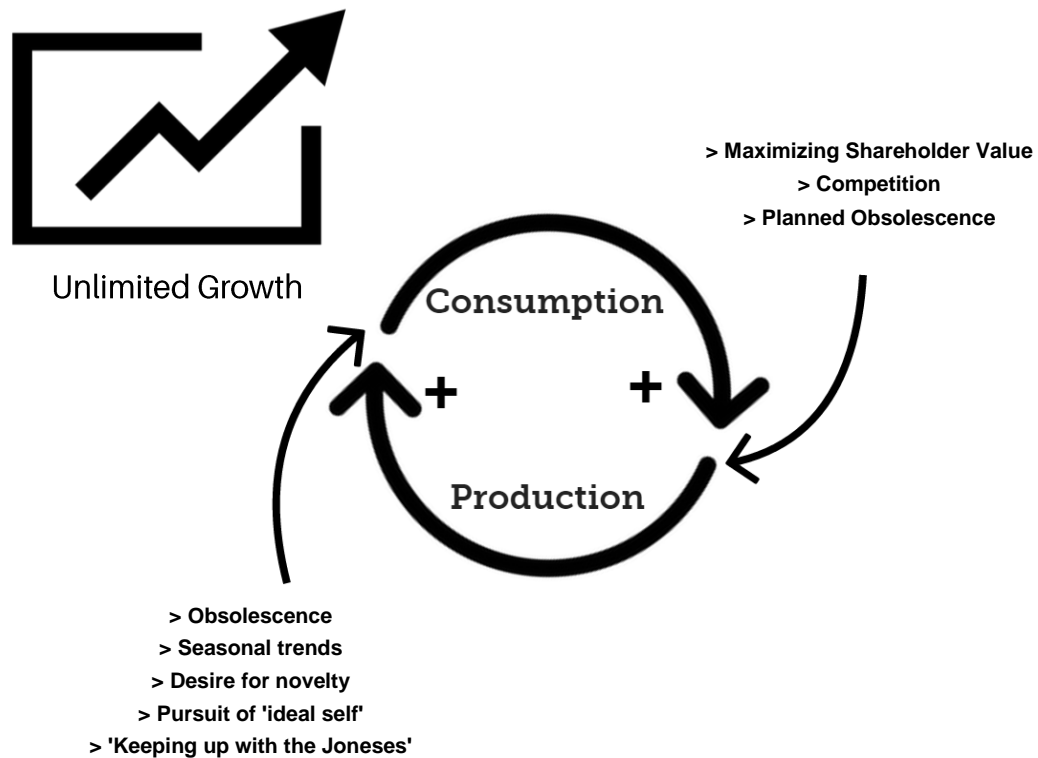 > Maximizing Shareholder Value
> Competition
> Planned Obsolescence
Unlimited Growth
Consumption
+ +
Production
> Obsolescence
> Seasonal trends
> Desire for novelty
> Pursuit of 'ideal self'
> 'Keeping up with the Joneses'